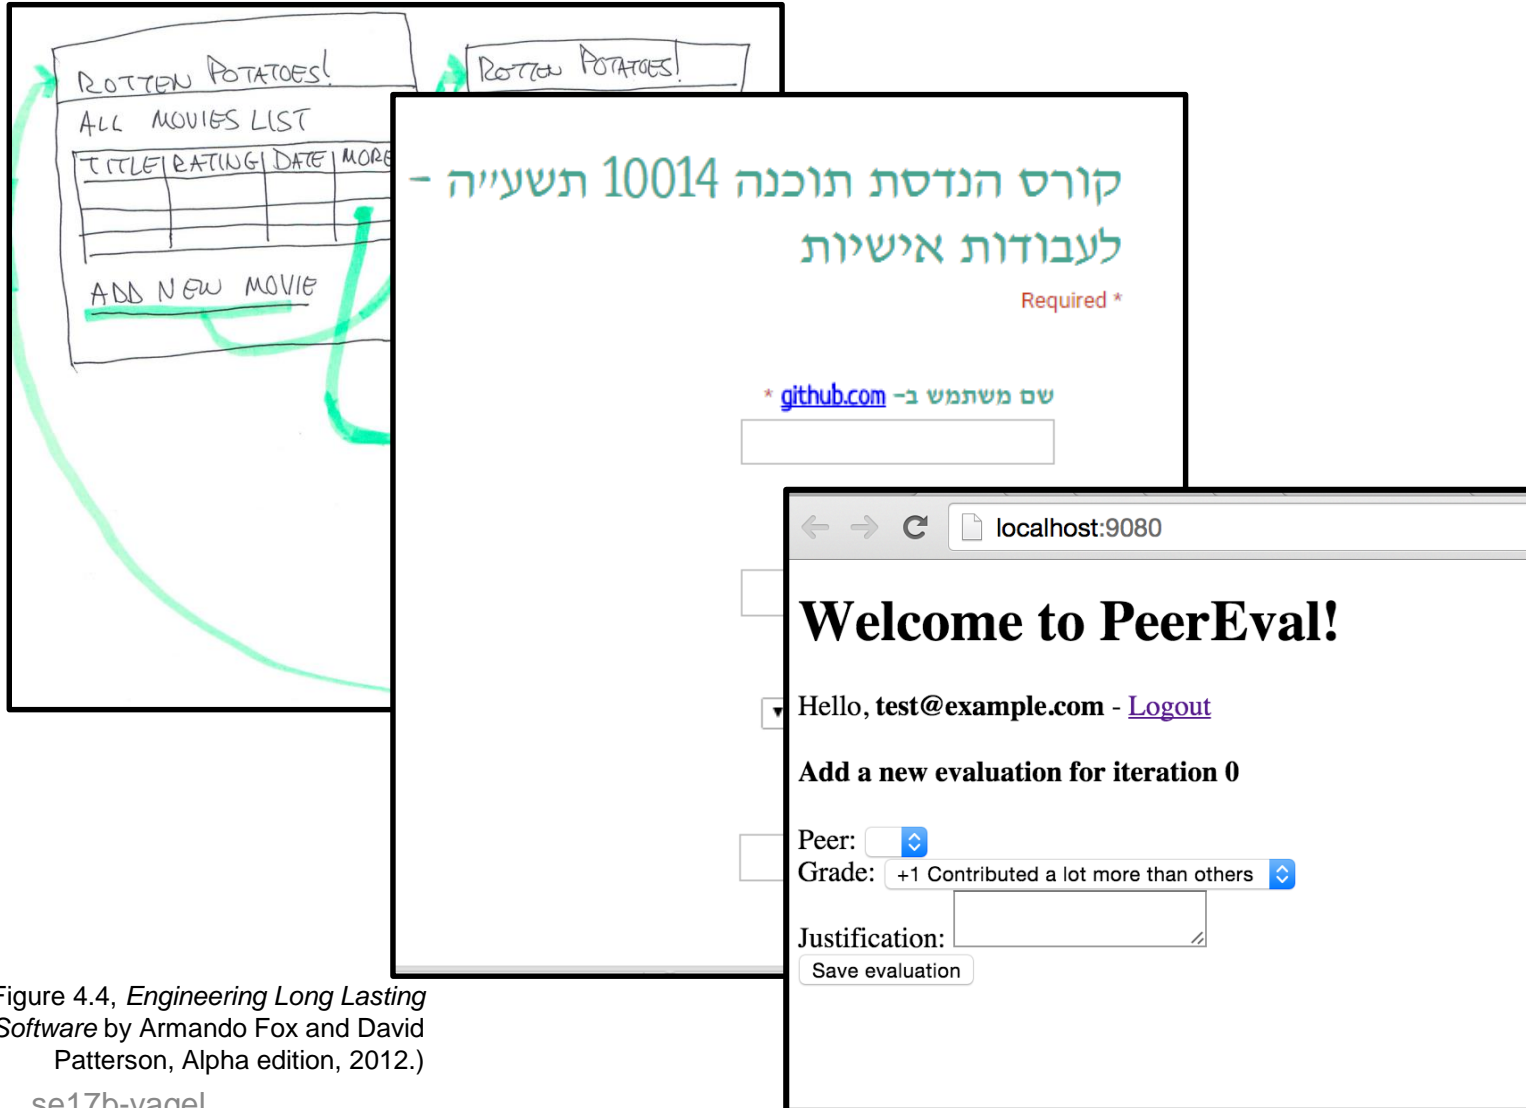 ROTTEN POTATOES!
ALL MOVIES LIST
TITLE RATING DATE MORE
ADD NEW MOVIE
ROTTEN POTATOES!
קורס הנדסת תוכנה 10014 תשע״ה –
לעבודות אישיות
Required *
שם משתמש ב- github.com *
localhost:9080
Welcome to PeerEval!
Hello, test@example.com - Logout
Add a new evaluation for iteration 0
Peer:
Grade: +1 Contributed a lot more than others
Justification:
Save evaluation
Figure 4.4, Engineering Long Lasting
Software by Armando Fox and David
Patterson, Alpha edition, 2012.)
se17b-yagel